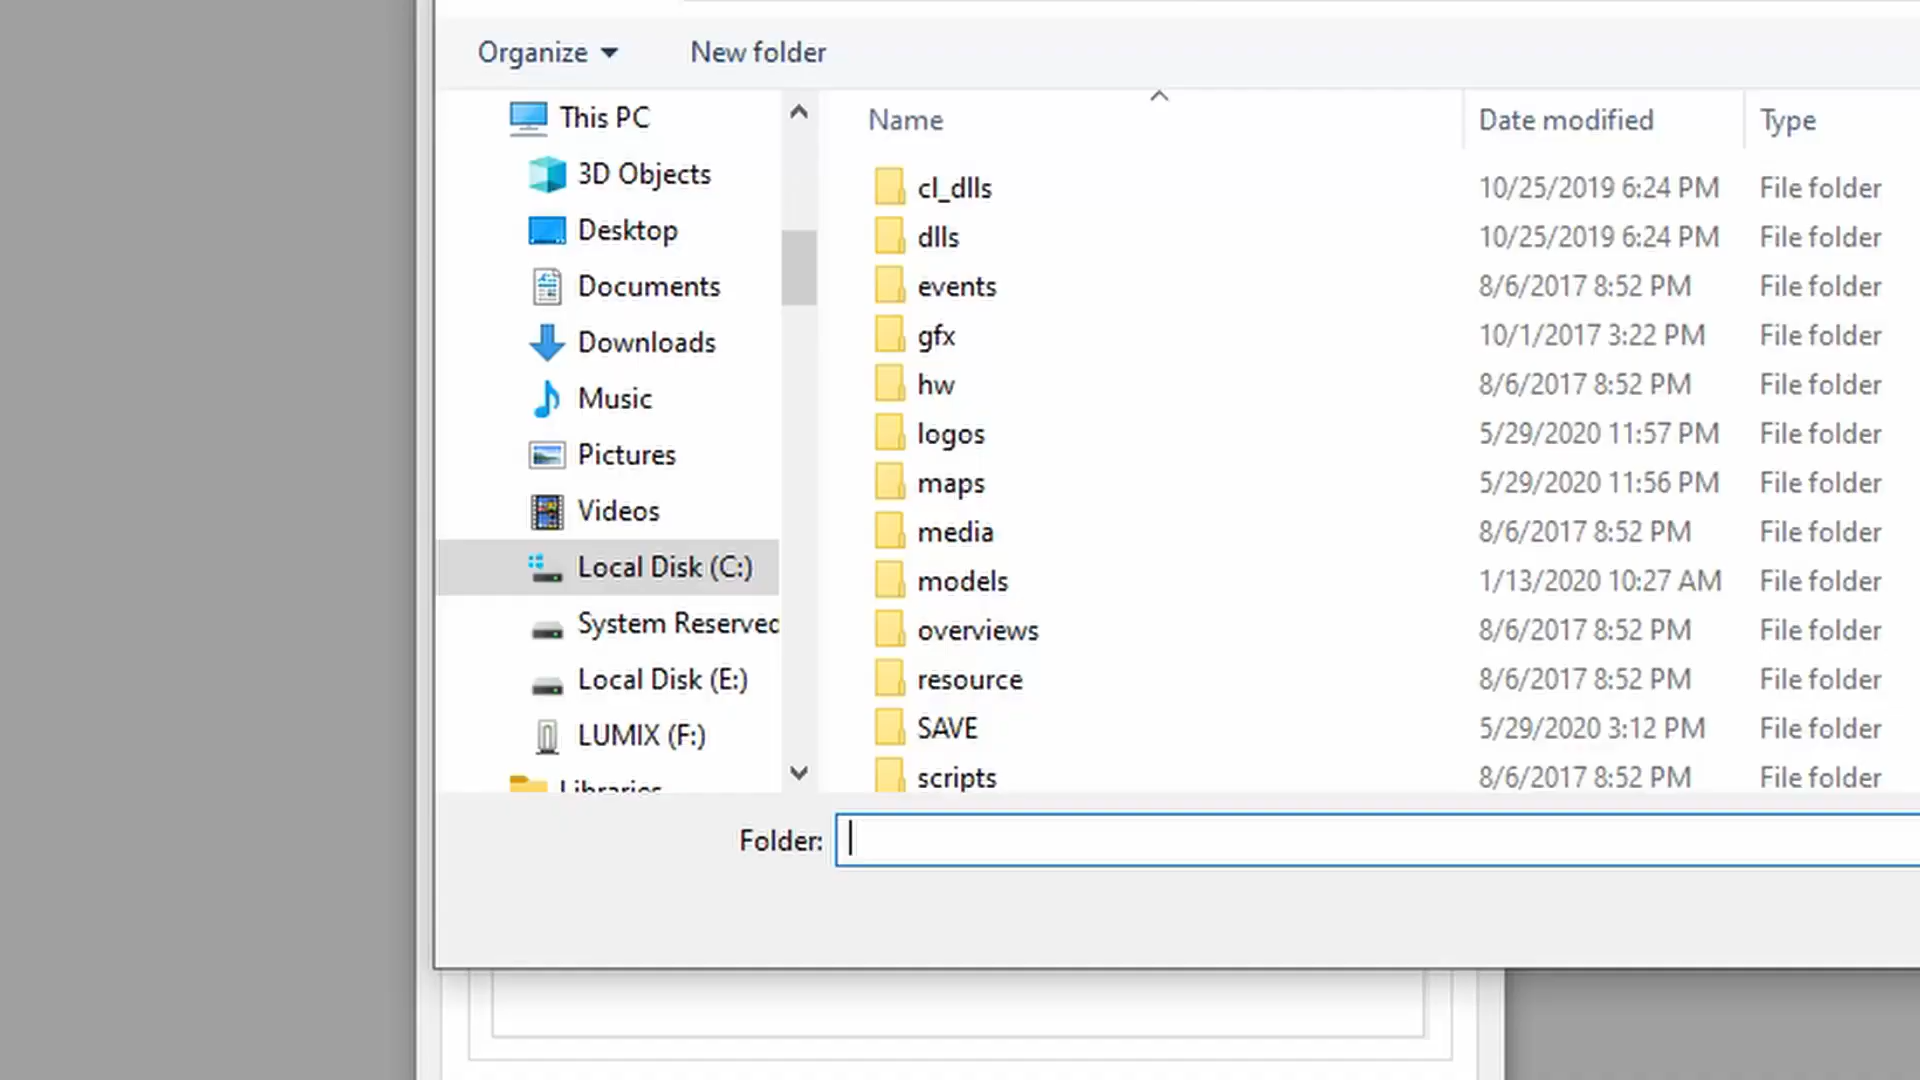 Organize New folder
This PC
3D Objects
Desktop
Documents
Downloads
Music
Pictures
Videos
Local Disk (C:)
System Reserved
Local Disk (E:)
LUMIX (F:)
Libraries
Name Date modified Type
cl_dlls 10/25/2019 6:24 PM File folder
dlls 10/25/2019 6:24 PM File folder
events 8/6/2017 8:52 PM File folder
gfx 10/1/2017 3:22 PM File folder
hw 8/6/2017 8:52 PM File folder
logos 5/29/2020 11:57 PM File folder
maps 5/29/2020 11:56 PM File folder
media 8/6/2017 8:52 PM File folder
models 1/13/2020 10:27 AM File folder
overviews 8/6/2017 8:52 PM File folder
resource 8/6/2017 8:52 PM File folder
SAVE 5/29/2020 3:12 PM File folder
scripts 8/6/2017 8:52 PM File folder
Folder: